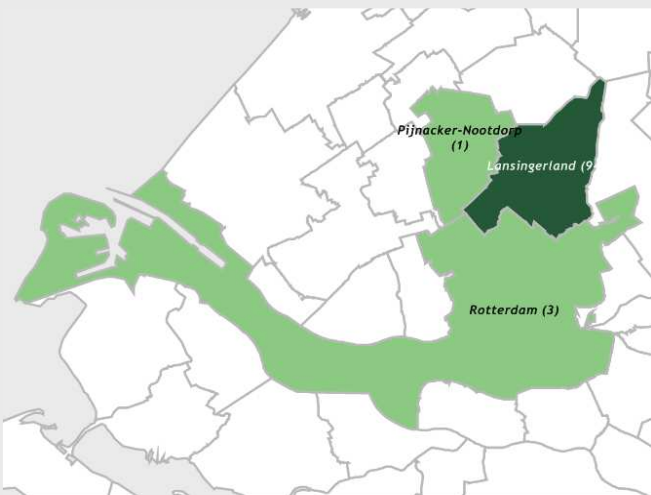 Pijnacker-Nootdorp
(1)
Lansingerland (9
Rotterdam (3)